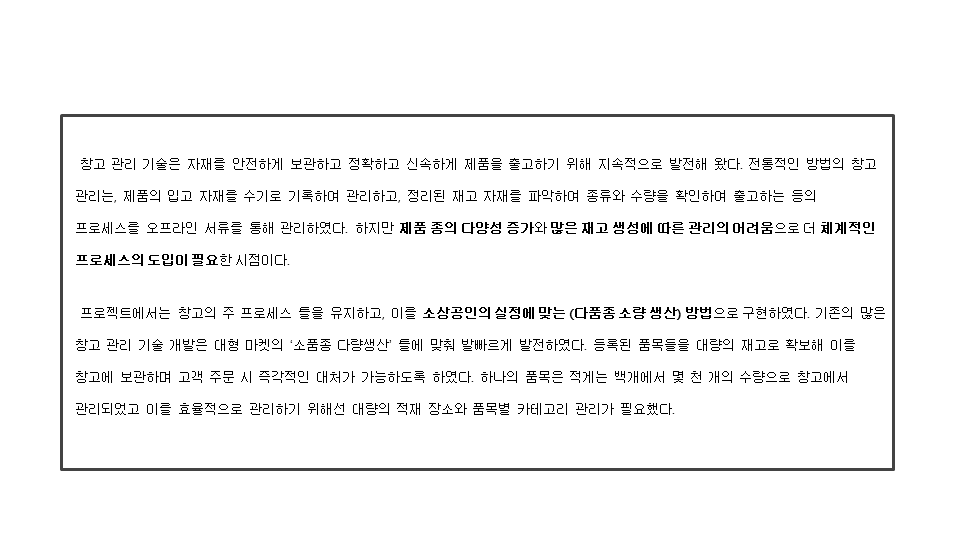 창고 관리 기술은 자재를 안전하게 보관하고 정확하고 신속하게 제품을 출고하기 위해 지속적으로 발전해 왔다. 전통적인 방법의 창고
관리는, 제품의 입고 자재를 수기로 기록하여 관리하고, 정리된 재고 자재를 파악하여 종류와 수량을 확인하여 출고하는 등의
프로세스를 오프라인 서류를 통해 관리하였다. 하지만 제품 종의 다양성 증가와 많은 재고 생성에 따른 관리의 어려움으로 더 체계적인
프로세스의 도입이 필요한 시점이다.
프로젝트에서는 창고의 주 프로세스 틀을 유지하고, 이를 소상공인의 실정에 맞는 (다품종 소량 생산) 방법으로 구현하였다. 기존의 많은
창고 관리 기술 개발은 대형 마켓의 '소품종 다량생산' 틀에 맞춰 발빠르게 발전하였다. 등록된 품목들을 대량의 재고로 확보해 이를
창고에 보관하며 고객 주문 시 즉각적인 대처가 가능하도록 하였다. 하나의 품목은 적게는 백개에서 몇 천 개의 수량으로 창고에서
관리되었고 이를 효율적으로 관리하기 위해선 대량의 적재 장소와 품목별 카테고리 관리가 필요했다.